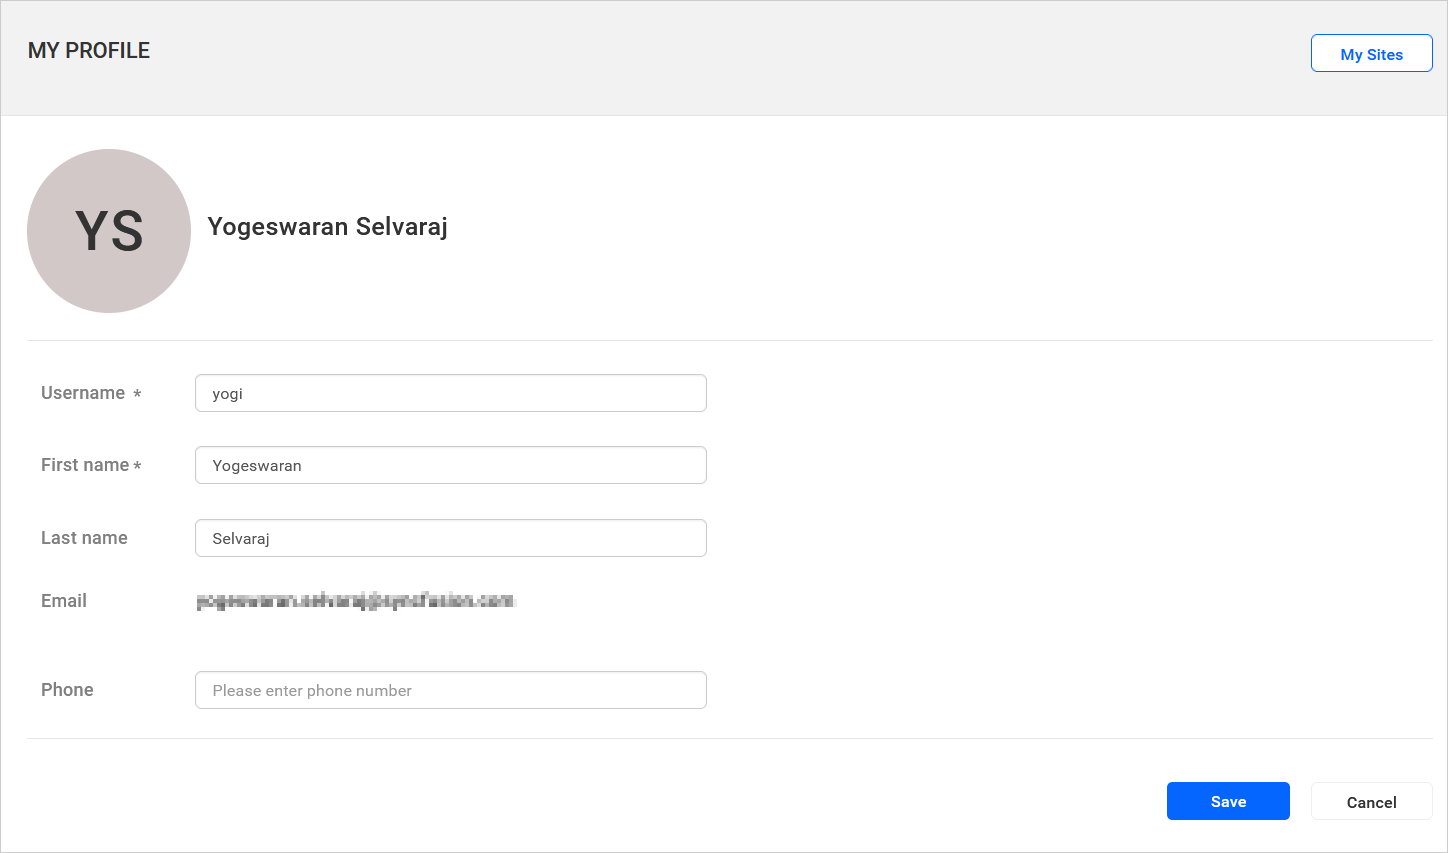 MY PROFILE
My Sites
YS
Yogeswaran Selvaraj
Username *
yogi
First name *
Yogeswaran
Last name
Selvaraj
Email
Phone
Please enter phone number
Save
Cancel